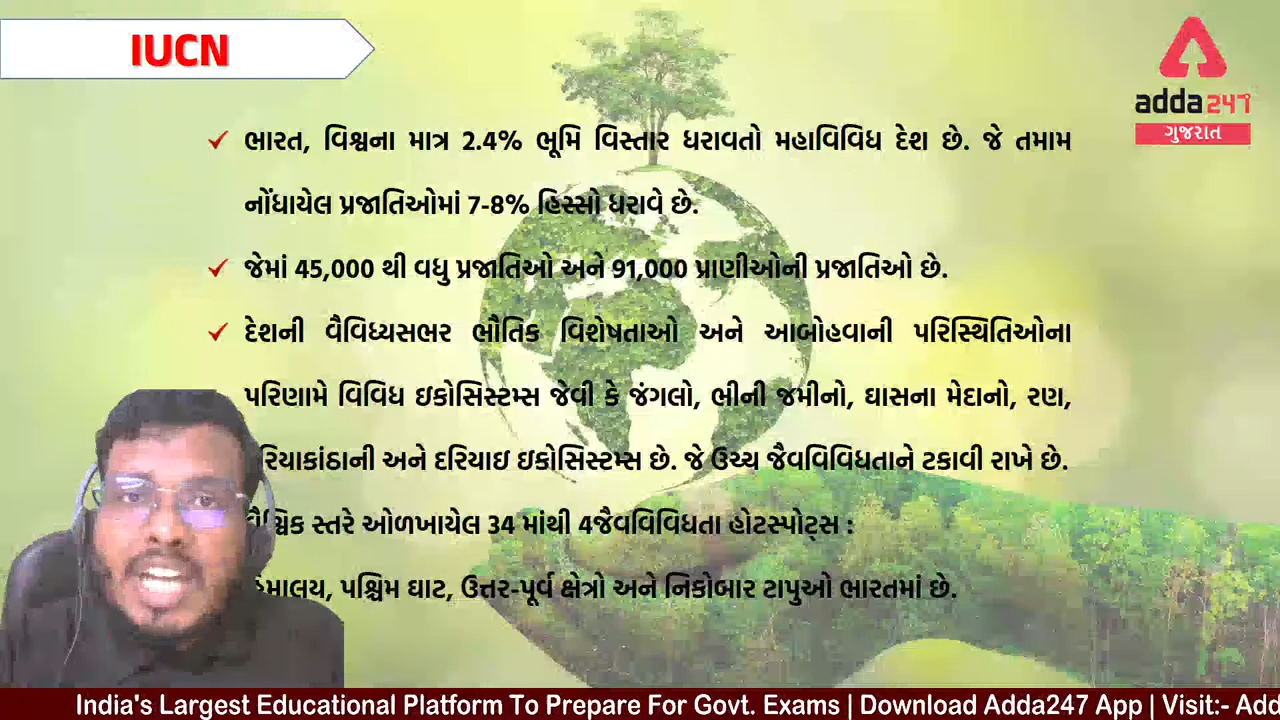 IUCN
adda247
ગુજરાત
ભારત, વિશ્વના માત્ર 2.4% ભૂમિ વિસ્તાર ધરાવતો મહાવિવિધ દેશ છે. જે તમામ
નોંધાયેલ પ્રજાતિઓમાં 7-8% હિસ્સો ધરાવે છે.
જેમાં 45,000 થી વધુ પ્રજાતિઓ અને 91,000 પ્રાણીઓની પ્રજાતિઓ છે.
દેશની વૈવિધ્યસભર ભૌતિક વિશેષતાઓ અને આબોહવાની પરિસ્થિતિઓના
પરિણામે વિવિધ ઇકોસિસ્ટમ્સ જેવી કે જંગલો, ભીની જમીનો, ઘાસના મેદાનો, રણ,
અને દરિયાઇ ઇકોસિસ્ટમ્સ છે. જે ઉચ્ચ જૈવવિવિધતાને ટકાવી રાખે છે.
વૈશ્વિક સ્તરે ઓળખાયેલ 34 માંથી 4જૈવવિવિધતા હોટસ્પોટ્સ :
પશ્ચિમ ઘાટ, ઉત્તર-પૂર્વ ક્ષેત્રો અને નિકોબાર ટાપુઓ ભારતમાં છે.
India's Largest Educational Platform To Prepare For Govt. Exams | Download Adda247 App | Visit:- Add